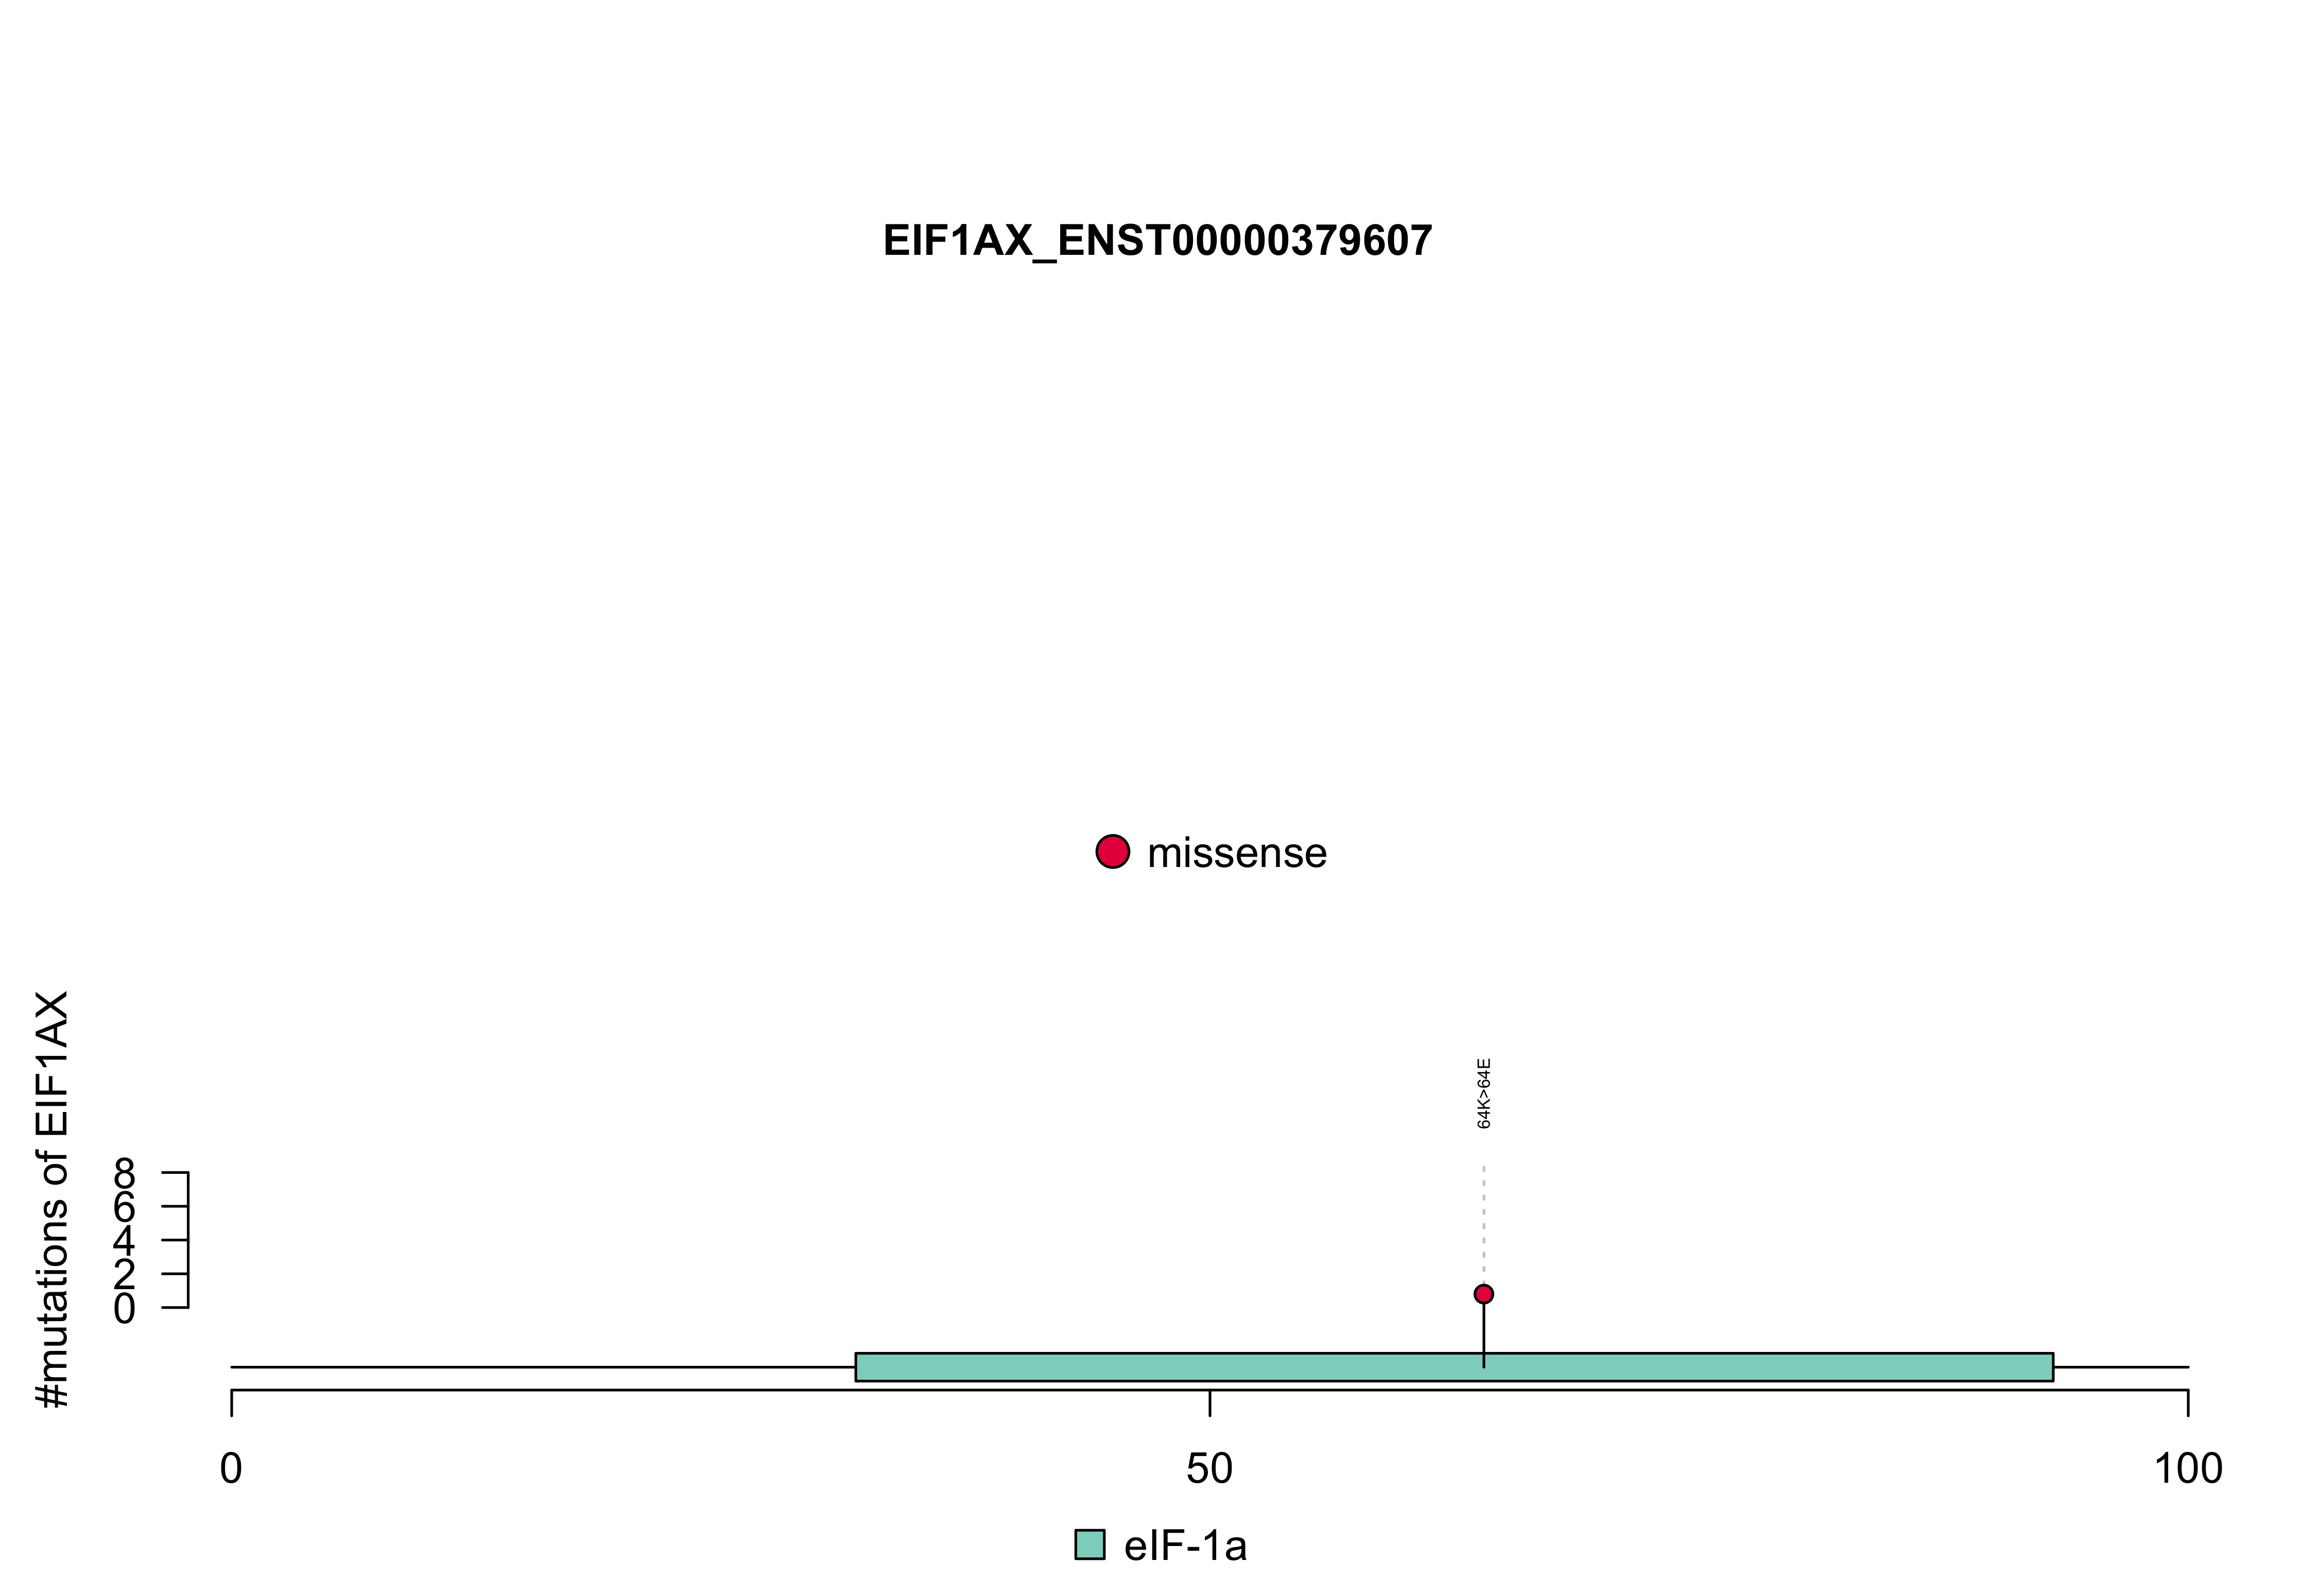 EIF1AX_ENST00000379607
missense
#mutations of EIF1AX
64K>64E
8
6
4
2
0
0 50 100
eIF-1a